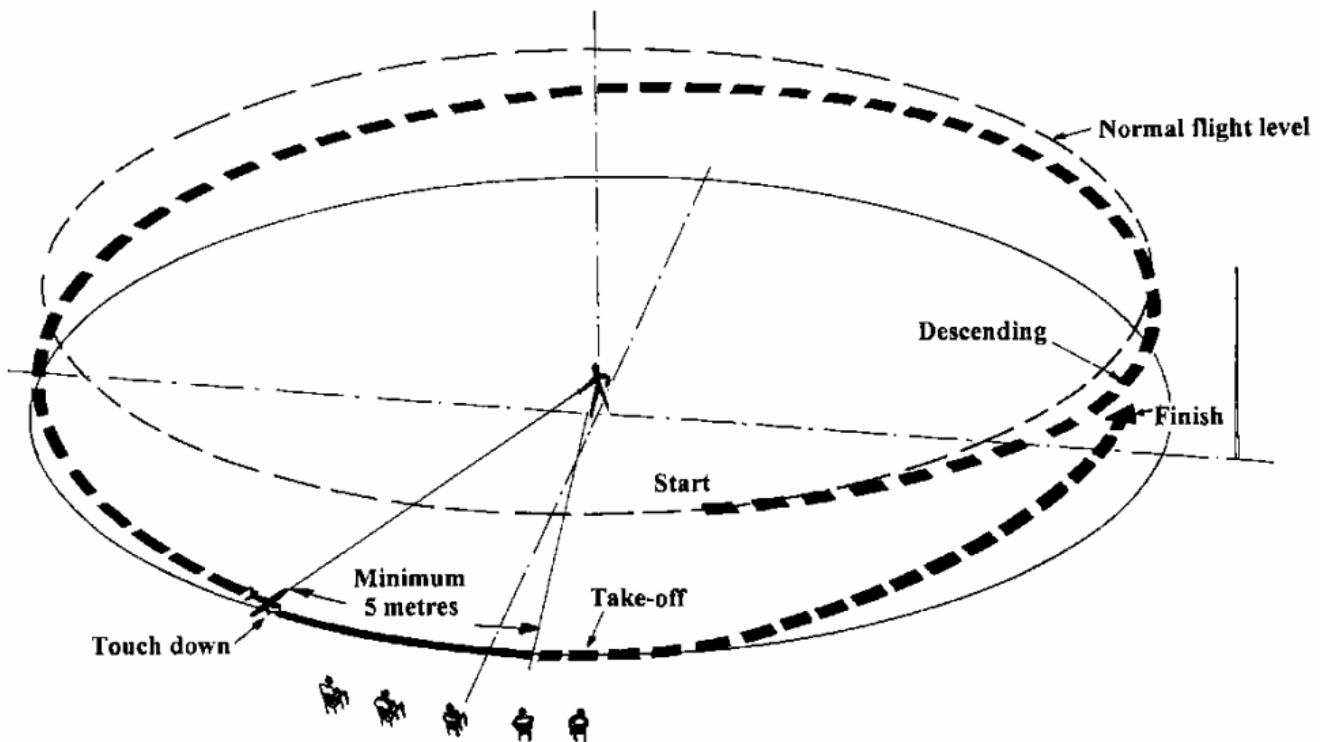 Normal flight level
Descending
Finish
Start
Minimum
5 metres
Take-off
Touch down